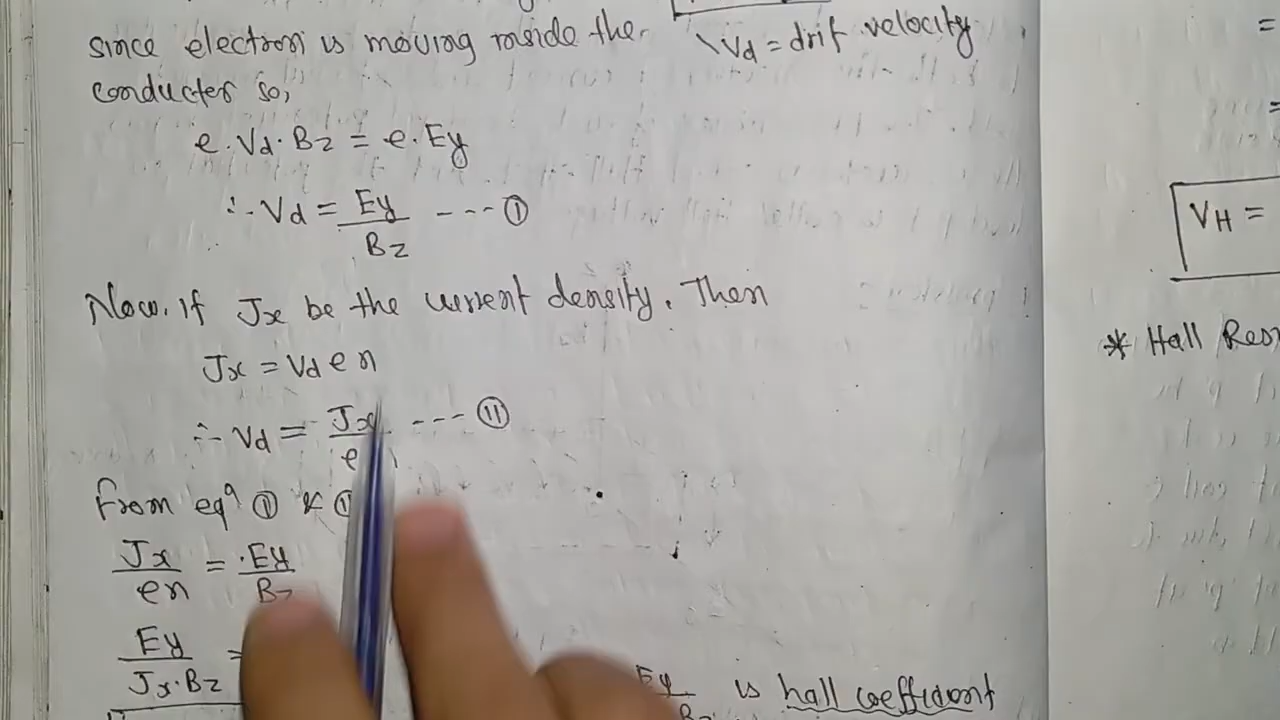 since electron is moving inside the
conducter so,
Vd = drif velocity
e. Vd. Bz = e. Ey
∴ Vd = Ey / Bz ---- ①
Now. If Jx be the current density. Then
Jx = Vd e n
∴ Vd = Jx / e ---- ⑪
from eqn ① &
Jx / en = Ey / Bz
Ey / Jx. Bz =
Ey
is hall coefficient
=
=
VH =
* Hall